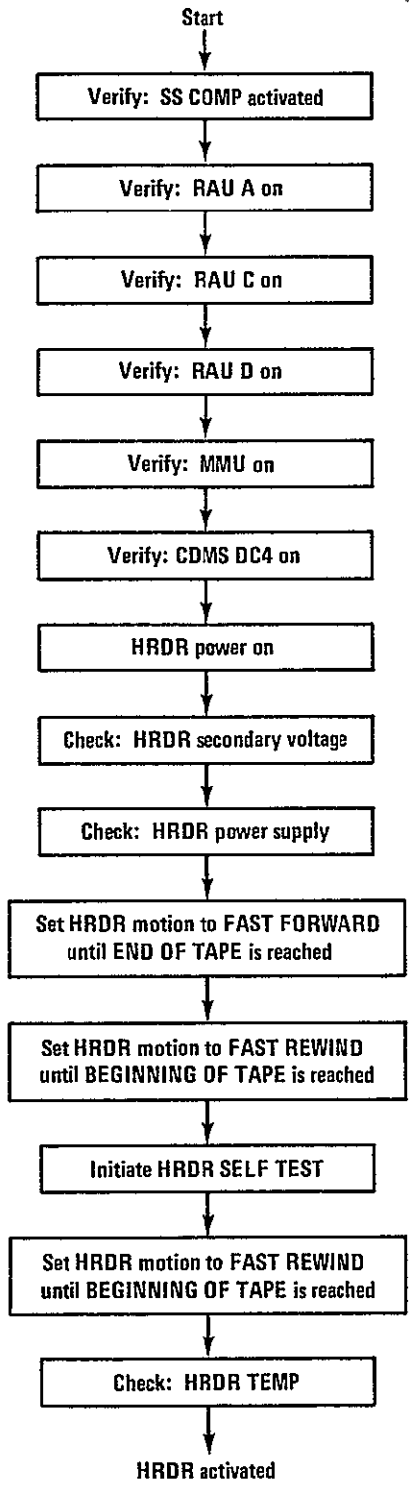 Start
Verify: SS COMP activated
Verify: RAU A on
Verify: RAU C on
Verify: RAU D on
Verify: MMU on
Verify: CDMS DC4 on
HRDR power on
Check: HRDR secondary voltage
Check: HRDR power supply
Set HRDR motion to FAST FORWARD
until END OF TAPE is reached
Set HRDR motion to FAST REWIND
until BEGINNING OF TAPE is reached
Initiate HRDR SELF TEST
Set HRDR motion to FAST REWIND
until BEGINNING OF TAPE is reached
Check: HRDR TEMP
HRDR activated